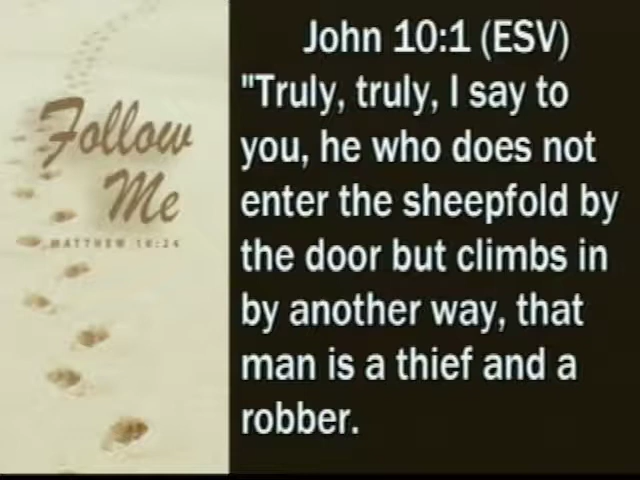 Follow
Me
MATTHEW 16:24
John 10:1 (ESV)
"Truly, truly, I say to
you, he who does not
enter the sheepfold by
the door but climbs in
by another way, that
man is a thief and a
robber.